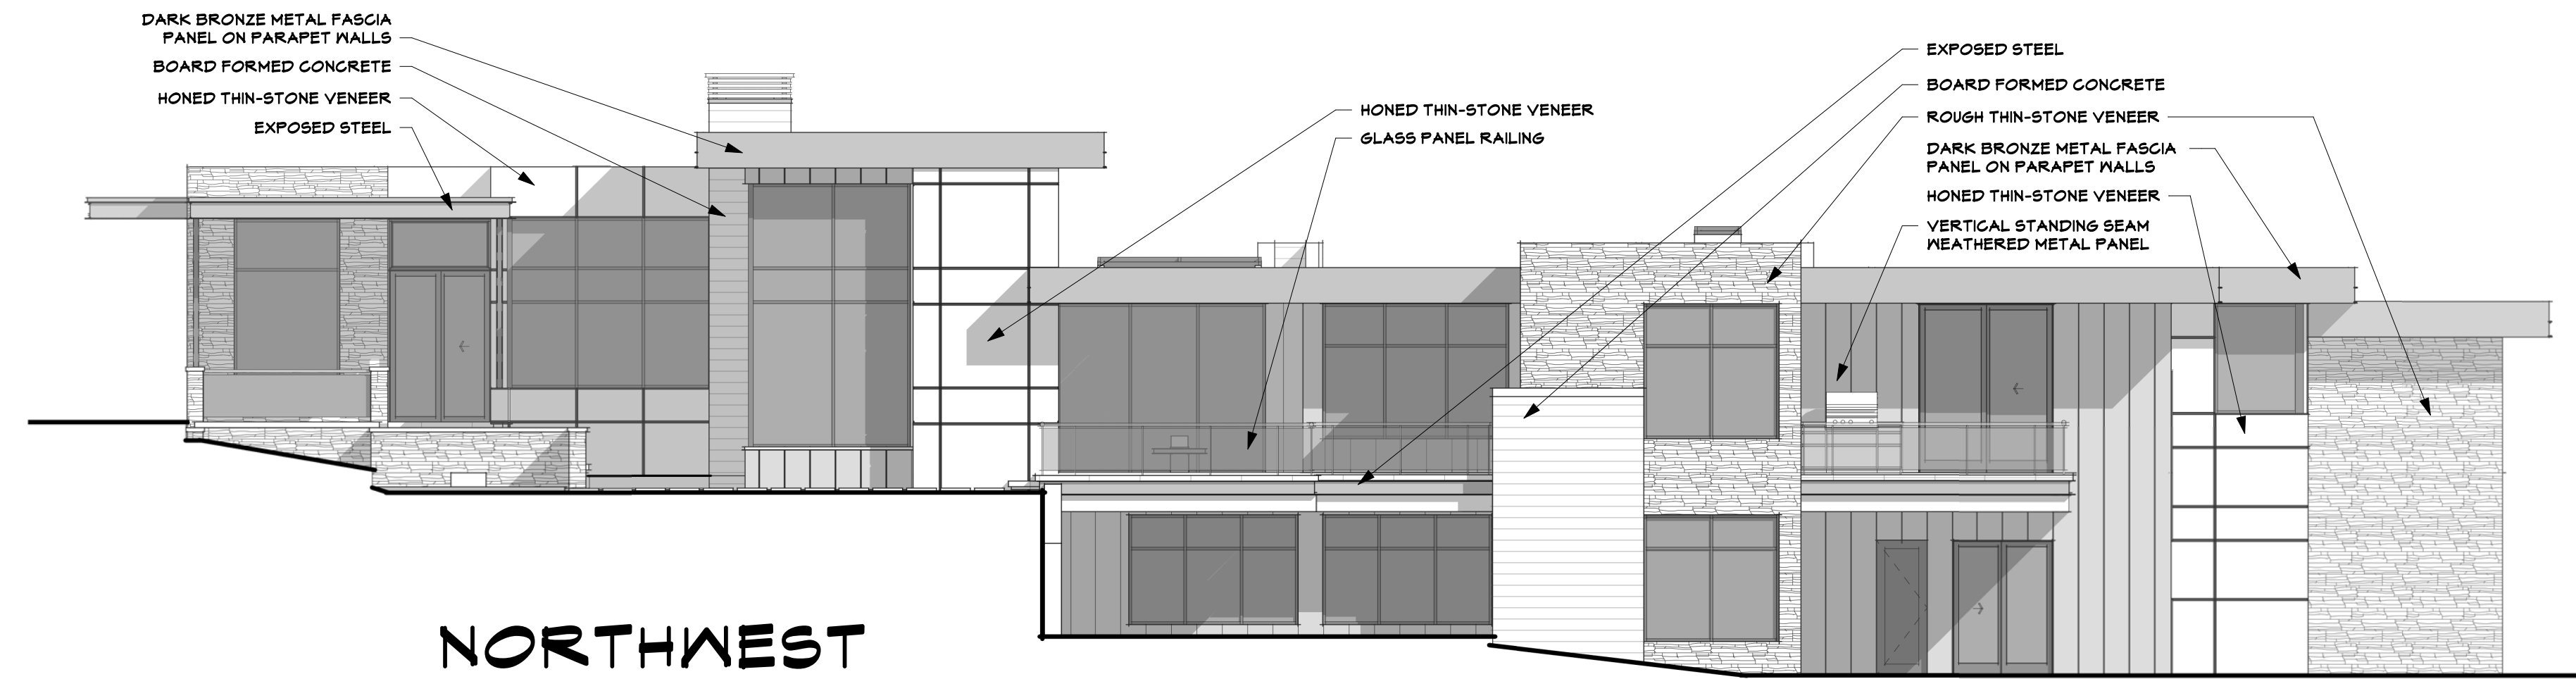 DARK BRONZE METAL FASCIA
PANEL ON PARAPET WALLS
BOARD FORMED CONCRETE
HONED THIN-STONE VENEER
EXPOSED STEEL
HONED THIN-STONE VENEER
GLASS PANEL RAILING
EXPOSED STEEL
BOARD FORMED CONCRETE
ROUGH THIN-STONE VENEER
DARK BRONZE METAL FASCIA
PANEL ON PARAPET WALLS
HONED THIN-STONE VENEER
VERTICAL STANDING SEAM
WEATHERED METAL PANEL
NORTHWEST